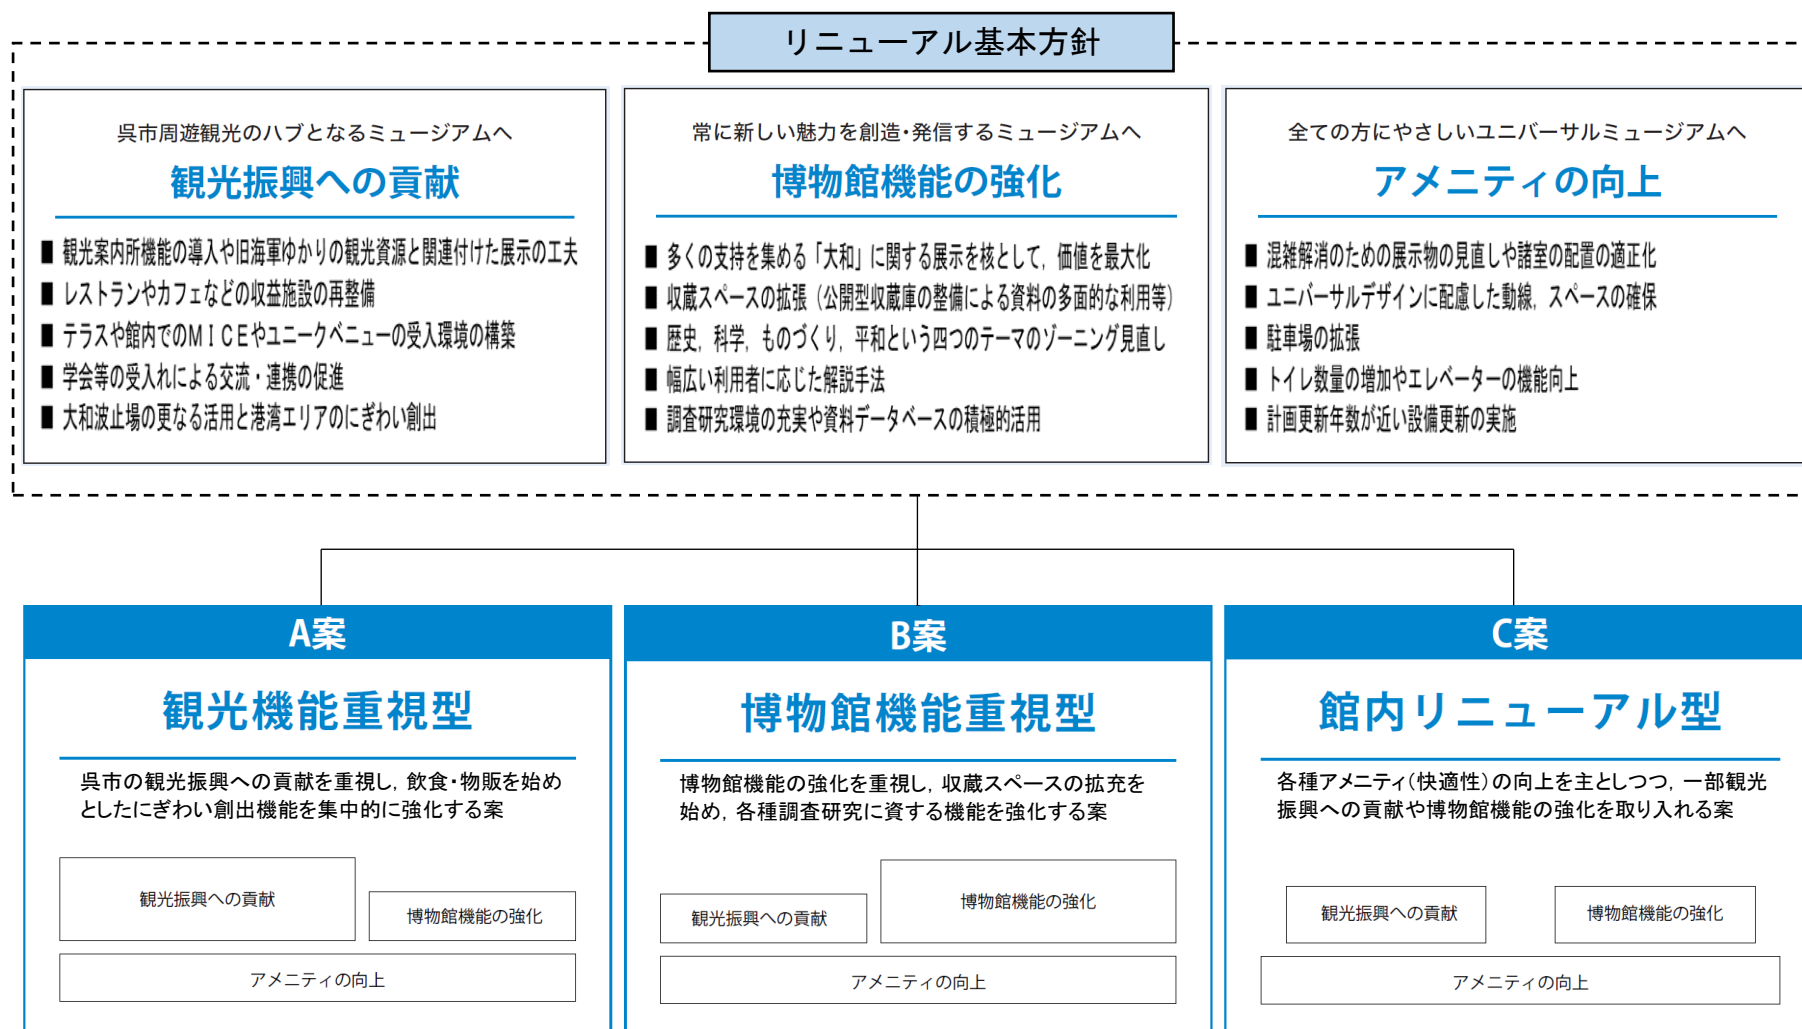 リニューアル基本方針
呉市周遊観光のハブとなるミュージアムへ
観光振興への貢献
■ 観光案内所機能の導入や旧海軍ゆかりの観光資源と関連付けた展示の工夫
■ レストランやカフェなどの収益施設の再整備
■ テラスや館内でのMICEやユニークベニューの受入環境の構築
■ 学会等の受入れによる交流・連携の促進
■ 大和波止場の更なる活用と港湾エリアのにぎわい創出
常に新しい魅力を創造・発信するミュージアムへ
博物館機能の強化
■ 多くの支持を集める「大和」に関する展示を核として，価値を最大化
■ 収蔵スペースの拡張（公開型収蔵庫の整備による資料の多面的な利用等）
■ 歴史，科学，ものづくり，平和という四つのテーマのゾーニング見直し
■ 幅広い利用者に応じた解説手法
■ 調査研究環境の充実や資料データベースの積極的活用
全ての方にやさしいユニバーサルミュージアムへ
アメニティの向上
■ 混雑解消のための展示物の見直しや諸室の配置の適正化
■ ユニバーサルデザインに配慮した動線，スペースの確保
■ 駐車場の拡張
■ トイレ数量の増加やエレベーターの機能向上
■ 計画更新年数が近い設備更新の実施
A案
観光機能重視型
呉市の観光振興への貢献を重視し，飲食・物販を始め
としたにぎわい創出機能を集中的に強化する案
観光振興への貢献
博物館機能の強化
アメニティの向上
B案
博物館機能重視型
博物館機能の強化を重視し，収蔵スペースの拡充を
始め，各種調査研究に資する機能を強化する案
観光振興への貢献
博物館機能の強化
アメニティの向上
C案
館内リニューアル型
各種アメニティ（快適性）の向上を主としつつ，一部観光
振興への貢献や博物館機能の強化を取り入れる案
観光振興への貢献
博物館機能の強化
アメニティの向上